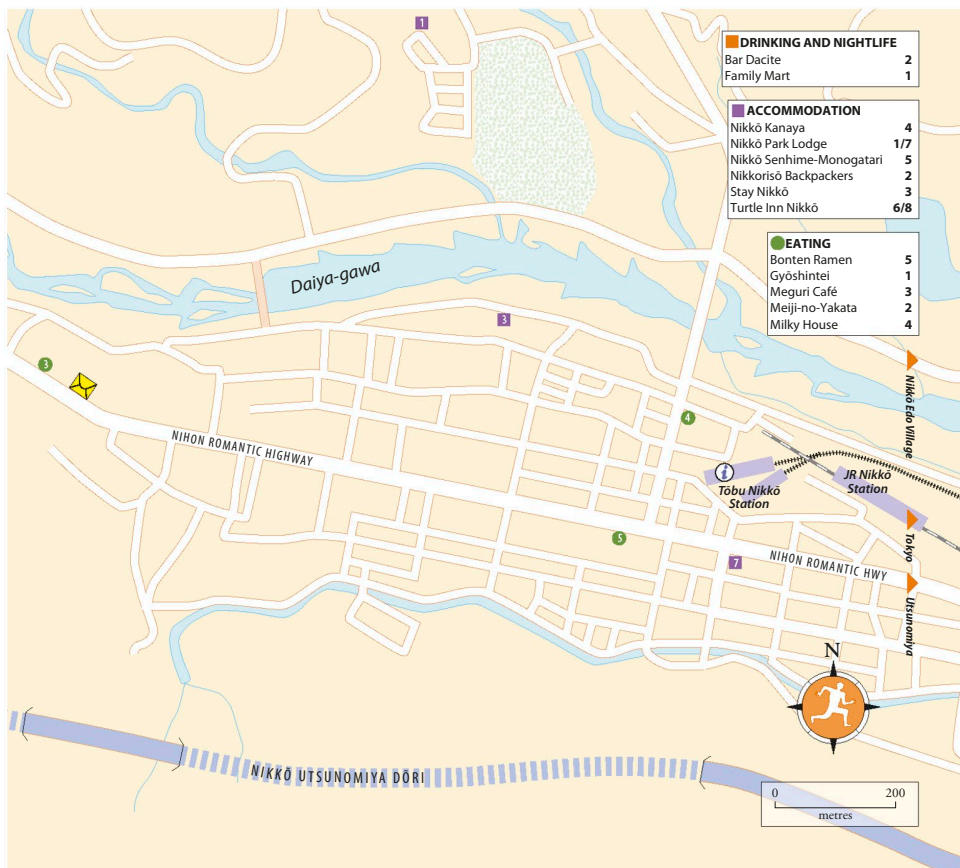 1
DRINKING AND NIGHTLIFE
Bar Dacite 2
Family Mart 1
ACCOMMODATION
Nikkō Kanaya 4
Nikkō Park Lodge 1/7
Nikkō Senhime-Monogatari 5
Nikkorisō Backpackers 2
Stay Nikkō 3
Turtle Inn Nikkō 6/8
EATING
Bonten Ramen 5
Gyōshintei 1
Meguri Café 3
Meiji-no-Yakata 2
Milky House 4
Daiya-gawa
3
3
Nikkō Edo Village
4
NIHON ROMANTIC HIGHWAY
i
Tōbu Nikkō
Station
JR Nikkō
Station
Tokyo
5
7
NIHON ROMANTIC HWY
Utsunomiya
N
NIKKŌ UTSUNOMIYA DŌRI
0 200
metres